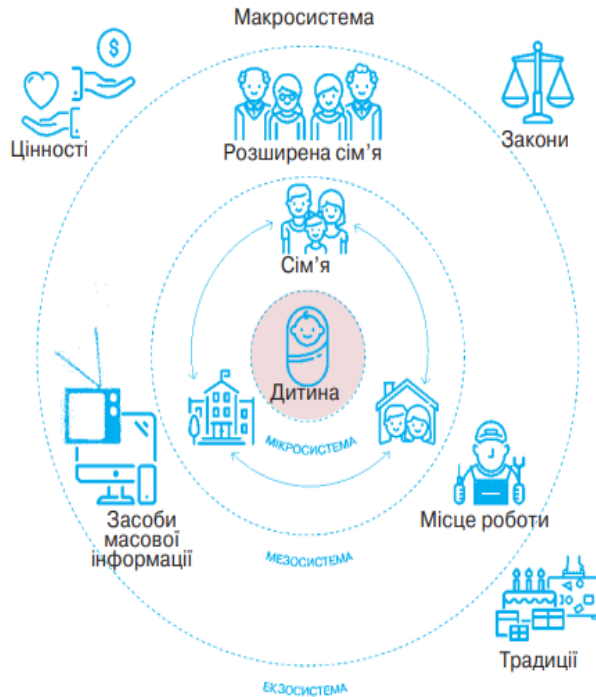 Макросистема
$
Цінності
Розширена сім’я
Закони
Сім’я
Дитина
МІКРОСИСТЕМА
Засоби
масової
інформації
Місце роботи
МЕЗОСИСТЕМА
Традиції
ЕКЗОСИСТЕМА